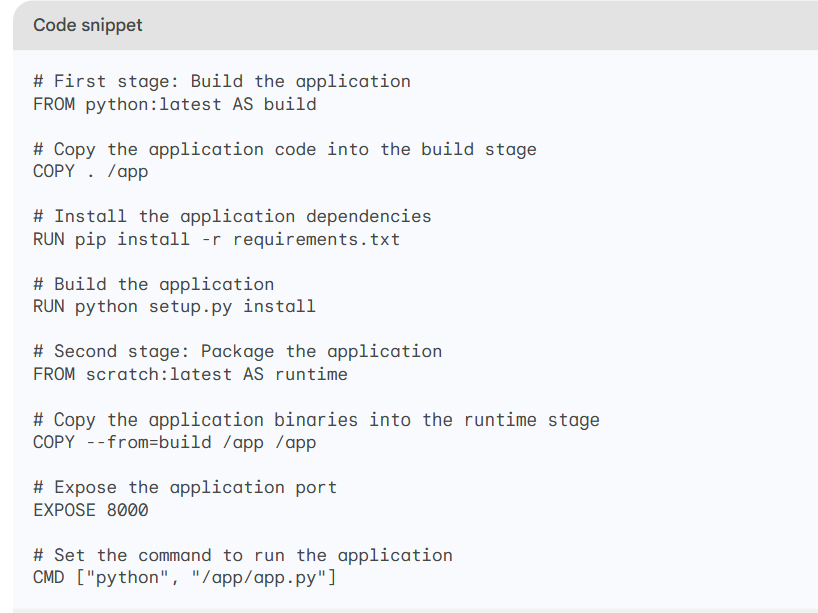 Code snippet
# First stage: Build the application
FROM python:latest AS build
# Copy the application code into the build stage
COPY . /app
# Install the application dependencies
RUN pip install -r requirements.txt
# Build the application
RUN python setup.py install
# Second stage: Package the application
FROM scratch:latest AS runtime
# Copy the application binaries into the runtime stage
COPY --from=build /app /app
# Expose the application port
EXPOSE 8000
# Set the command to run the application
CMD ["python", "/app/app.py"]